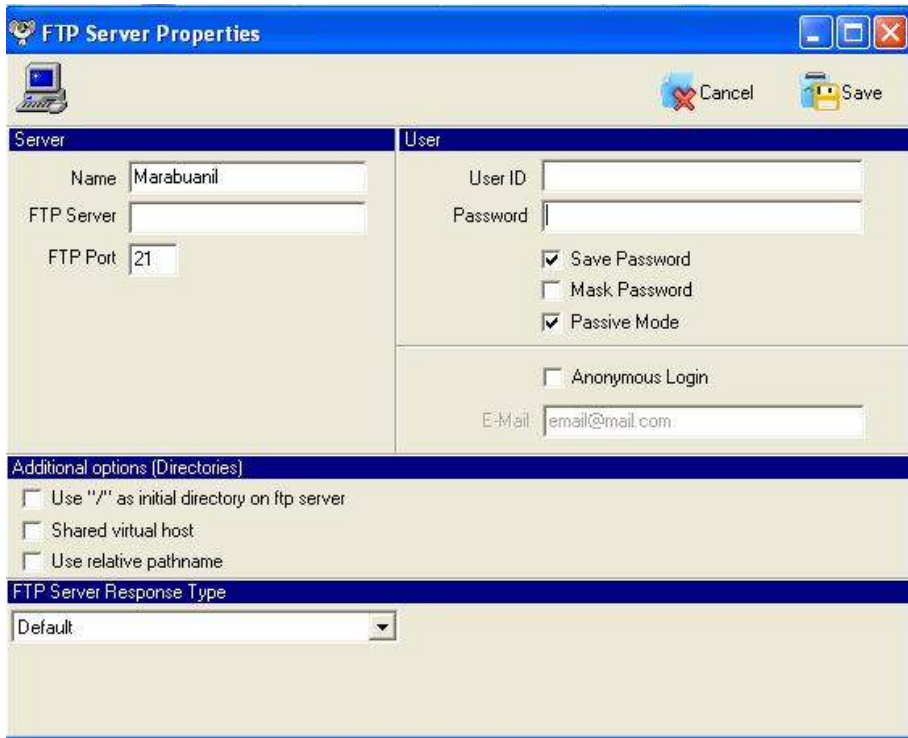 FTP Server Properties
Cancel
Save
Server
Name Marabuanil
FTP Server
FTP Port 21
User
User ID
Password
Save Password
Mask Password
Passive Mode
Anonymous Login
E-Mail email@mail.com
Additional options (Directories)
Use "/" as initial directory on ftp server
Shared virtual host
Use relative pathname
FTP Server Response Type
Default